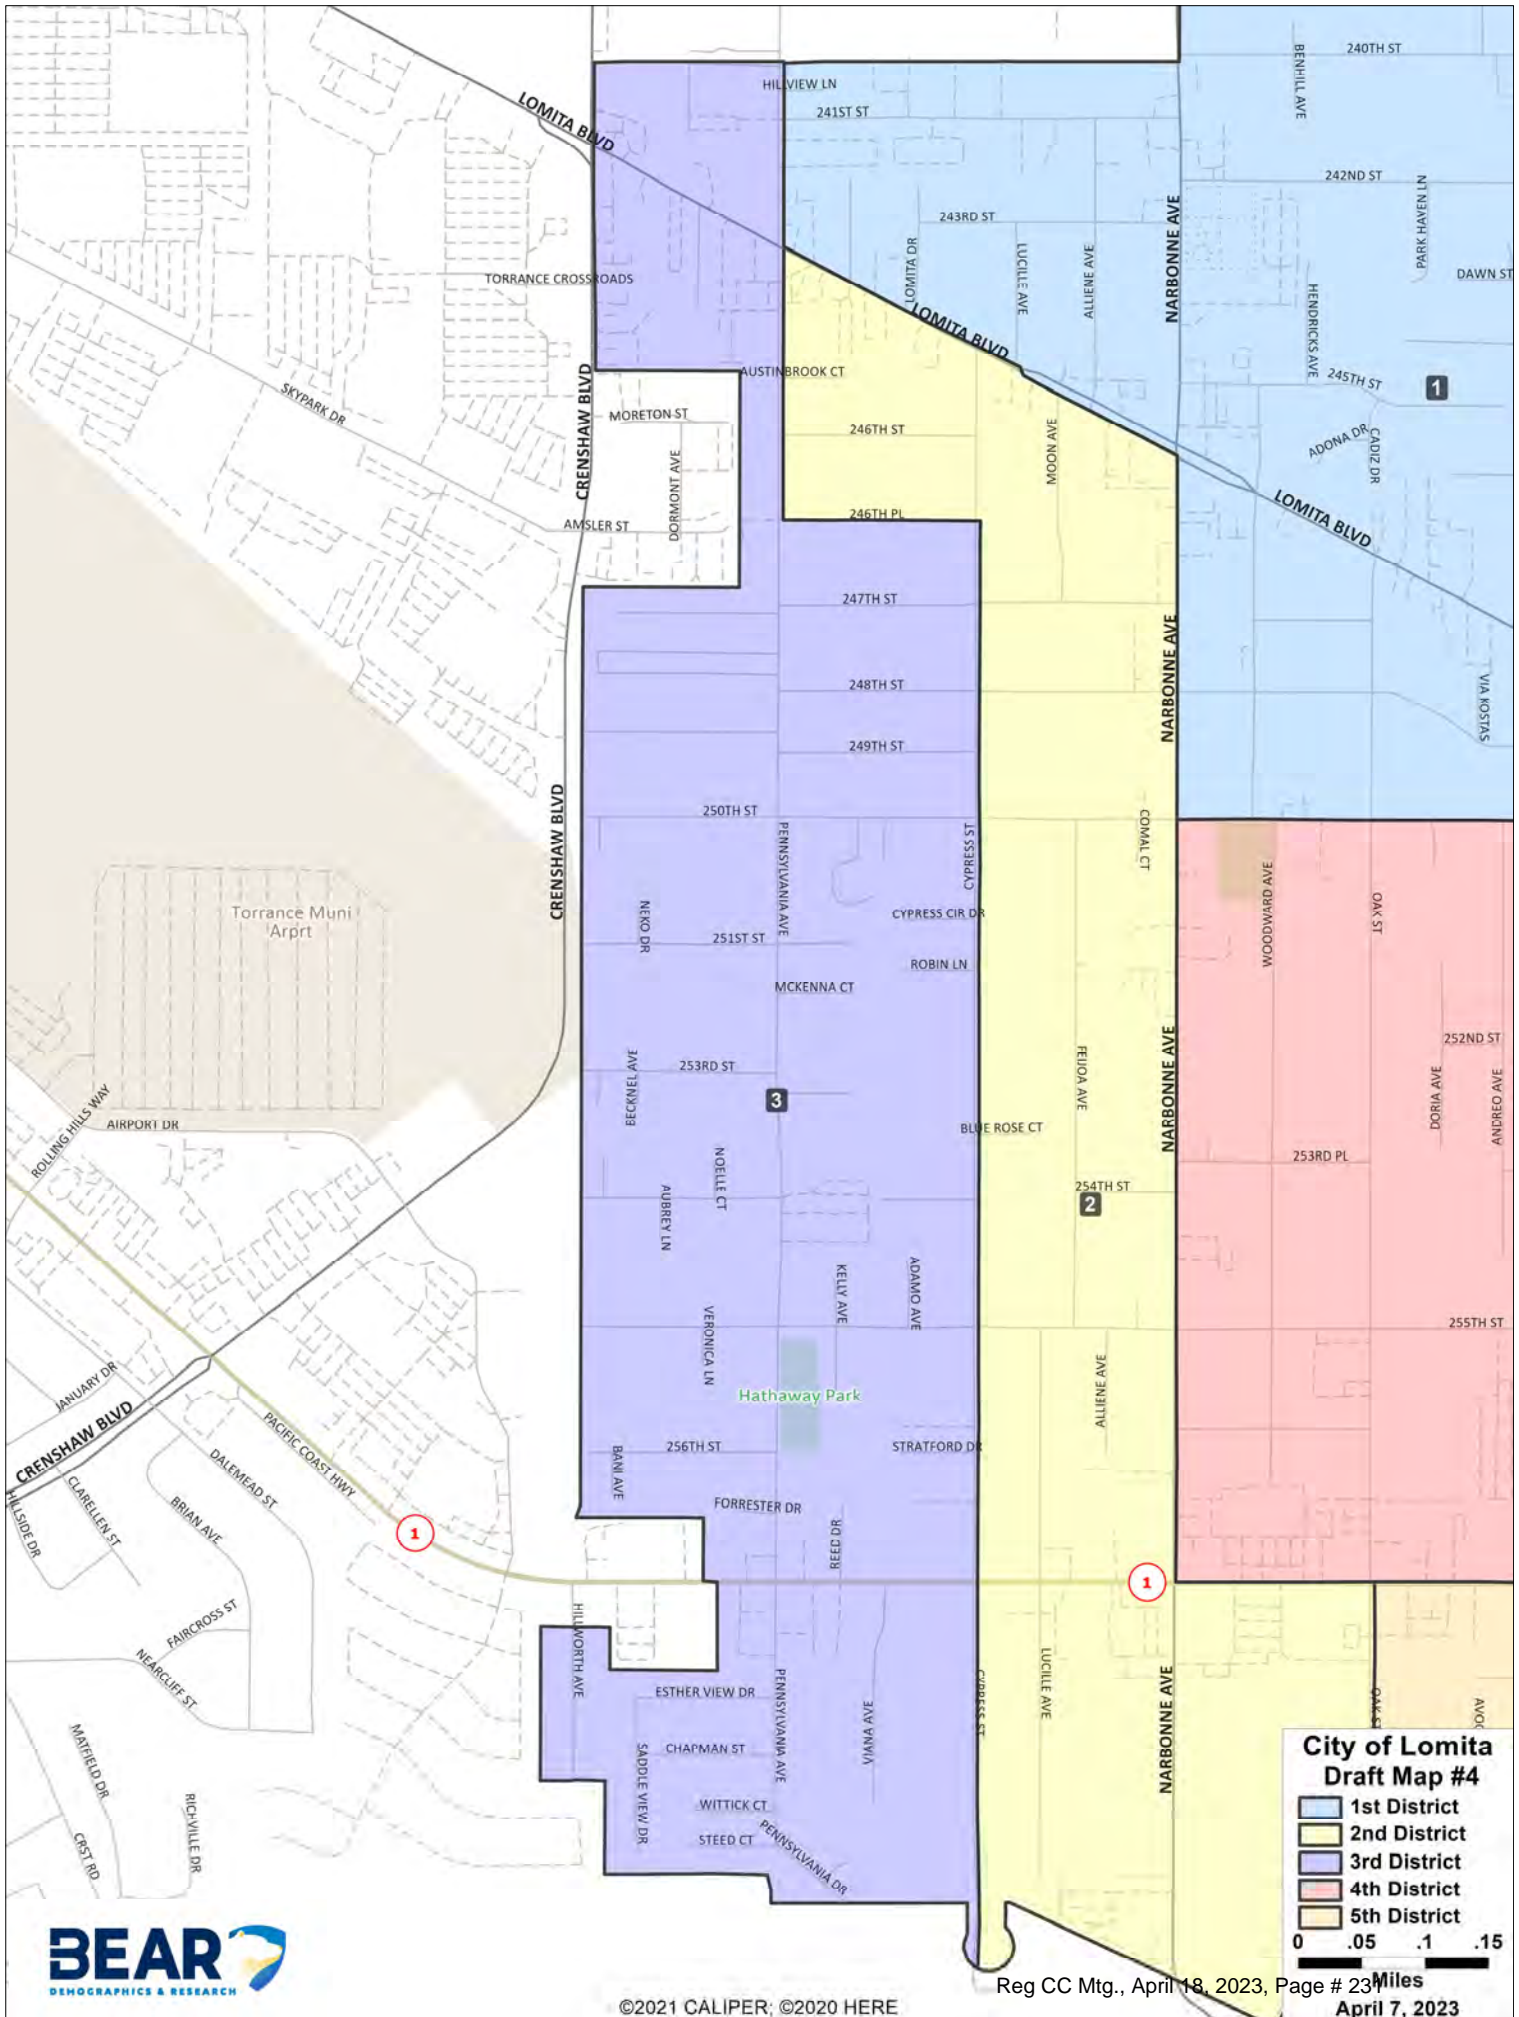 240TH ST
BENHILL AVE
HILLVIEW LN
241ST ST
LOMITA BLVD
242ND ST
PARK HAVEN LN
NARBONNE AVE
243RD ST
LOMITA DR
LUCILLE AVE
ALLIENE AVE
DAWN ST
TORRANCE CROSSROADS
HENDRICKS AVE
LOMITA BLVD
AUSTINBROOK CT
245TH ST
1
SKYPARK DR
CRENSHAW BLVD
MORETON ST
246TH ST
MOON AVE
ADONA DR
CADIZ DR
DORMONT AVE
LOMITA BLVD
AMSLER ST
246TH PL
247TH ST
NARBONNE AVE
248TH ST
VIA KOSTAS
249TH ST
CRENSHAW BLVD
250TH ST
PENNSYLVANIA AVE
CYPRESS ST
COMAL CT
WOODWARD AVE
OAK ST
Torrance Muni
Arprt
NEKO DR
CYPRESS CIR DR
251ST ST
ROBIN LN
MCKENNA CT
252ND ST
NARBONNE AVE
253RD ST
BECKNEL AVE
3
FEIJOA AVE
DORIA AVE
ANDREO AVE
ROLLING HILLS WAY
AIRPORT DR
BLUE ROSE CT
253RD PL
NOELLE CT
AUBREY LN
254TH ST
2
KELLY AVE
ADAMO AVE
VERONICA LN
255TH ST
JANUARY DR
ALLIENE AVE
Hathaway Park
CRENSHAW BLVD
PACIFIC COAST HWY
256TH ST
STRATFORD DR
BANI AVE
DALEMEAD ST
CLARELLEN ST
BRIAN AVE
HILLSIDE DR
FORRESTER DR
REED DR
1
1
FAIRCROSS ST
HILLWORTH AVE
NEARCLIFF ST
ESTHER VIEW DR
PENNSYLVANIA AVE
VIANA AVE
CYPRESS ST
LUCILLE AVE
NARBONNE AVE
OAK ST
AVOC
MATFIELD DR
CHAPMAN ST
SADDLE VIEW DR
WITTICK CT
STEED CT
PENNSYLVANIA DR
RICHVILLE DR
CRST RD
City of Lomita
Draft Map #4
1st District
2nd District
3rd District
4th District
5th District
0 .05 .1 .15
Miles
April 7, 2023
BEAR
DEMOGRAPHICS & RESEARCH
Reg CC Mtg., April 18, 2023, Page # 231
©2021 CALIPER; ©2020 HERE